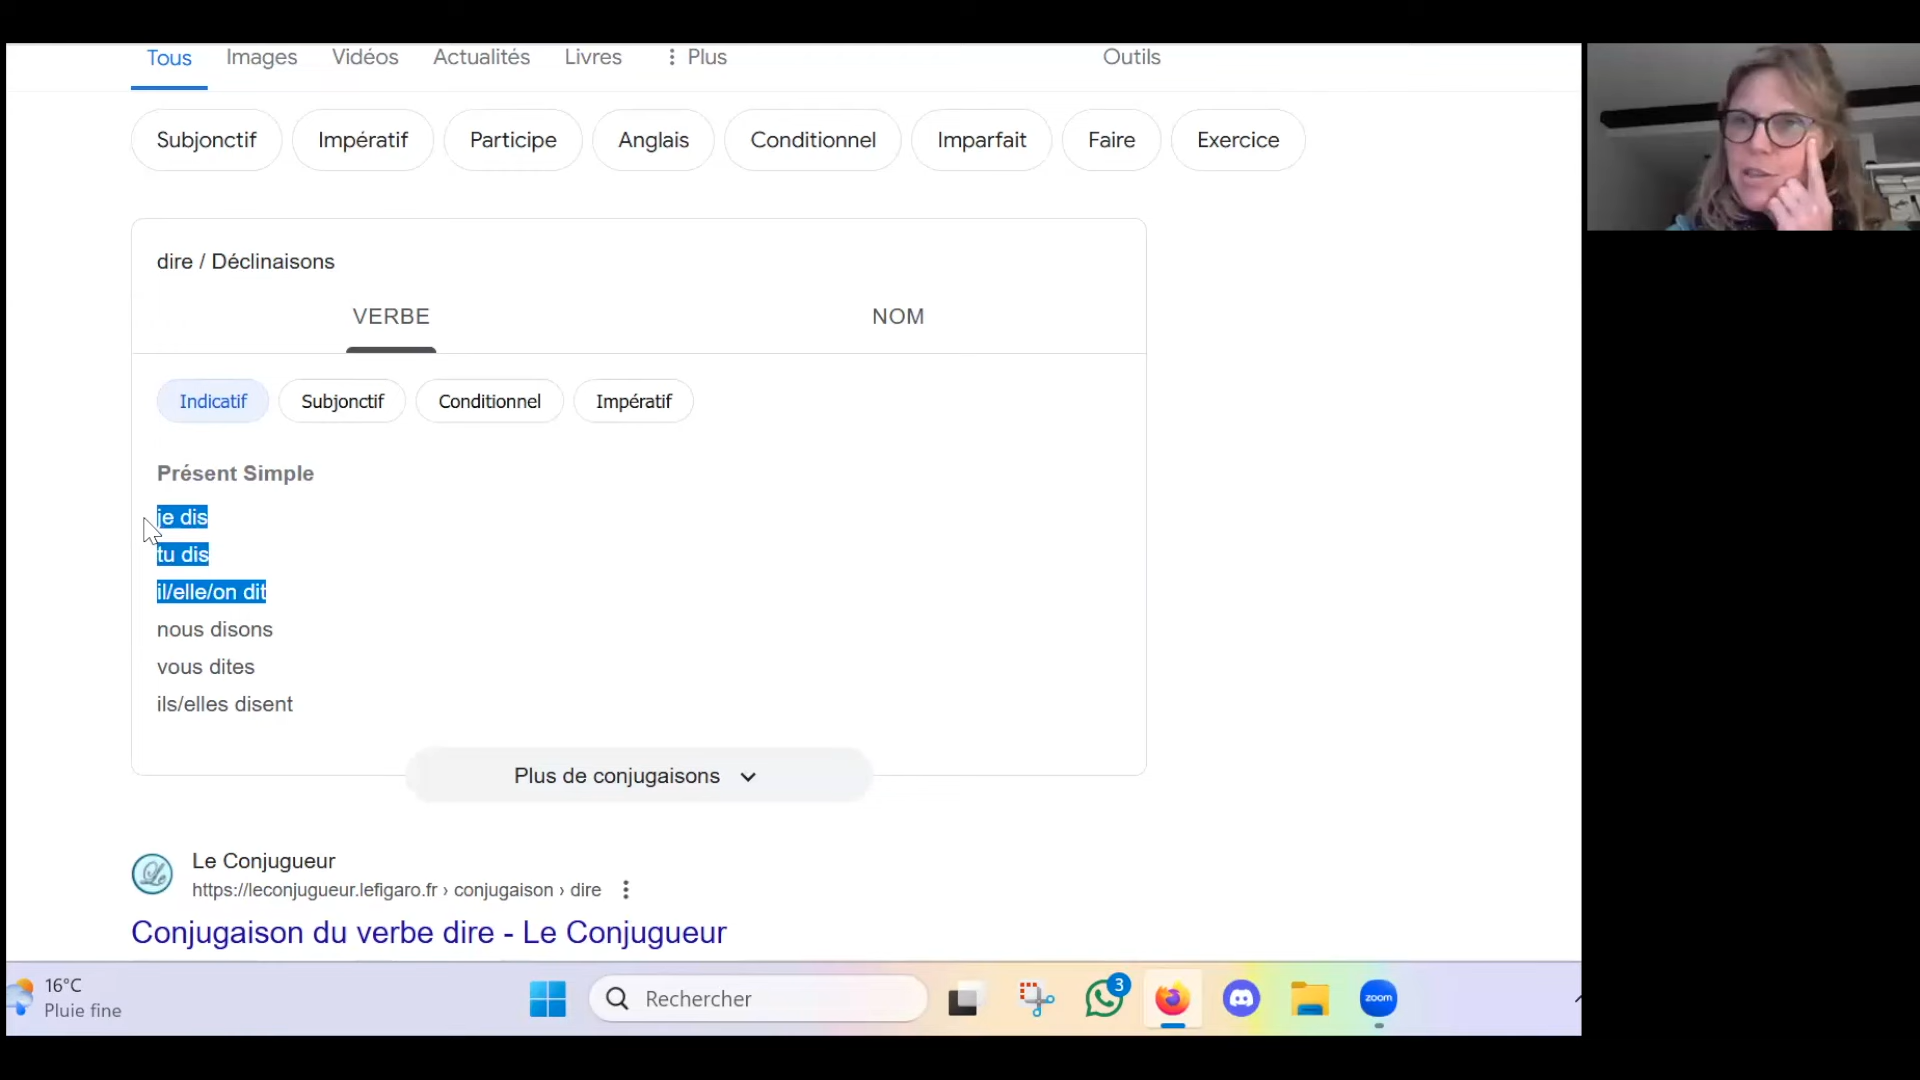 Tous Images Vidéos Actualités Livres Plus Outils
Subjonctif Impératif Participe Anglais Conditionnel Imparfait Faire Exercice
dire / Déclinaisons
VERBE NOM
Indicatif Subjonctif Conditionnel Impératif
Présent Simple
je dis
tu dis
il/elle/on dit
nous disons
vous dites
ils/elles disent
Plus de conjugaisons
Le Conjugueur
https://leconjugueur.lefigaro.fr › conjugaison › dire
Conjugaison du verbe dire - Le Conjugueur
16°C
Pluie fine
Rechercher
3
zoom